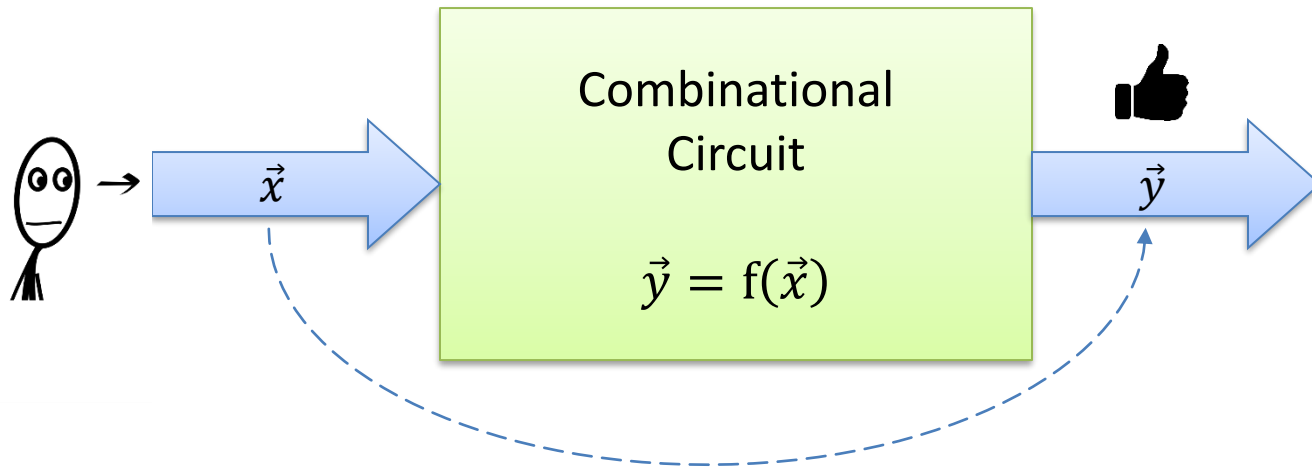 Combinational
Circuit
x⃗
y⃗
y⃗ = f(x⃗)